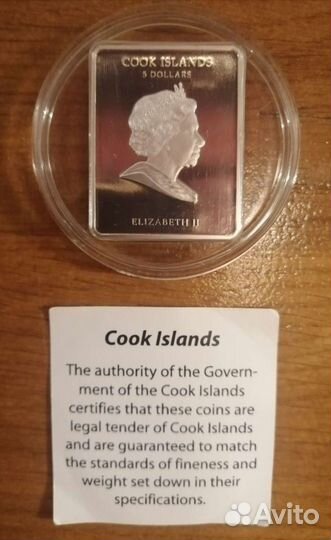 COOK ISLANDS
5 DOLLARS
ELIZABETH II
Cook Islands
The authority of the Govern-
ment of the Cook Islands
certifies that these coins are
legal tender of Cook Islands
and are guaranteed to match
the standards of fineness and
weight set down in their
specifications.
Avito